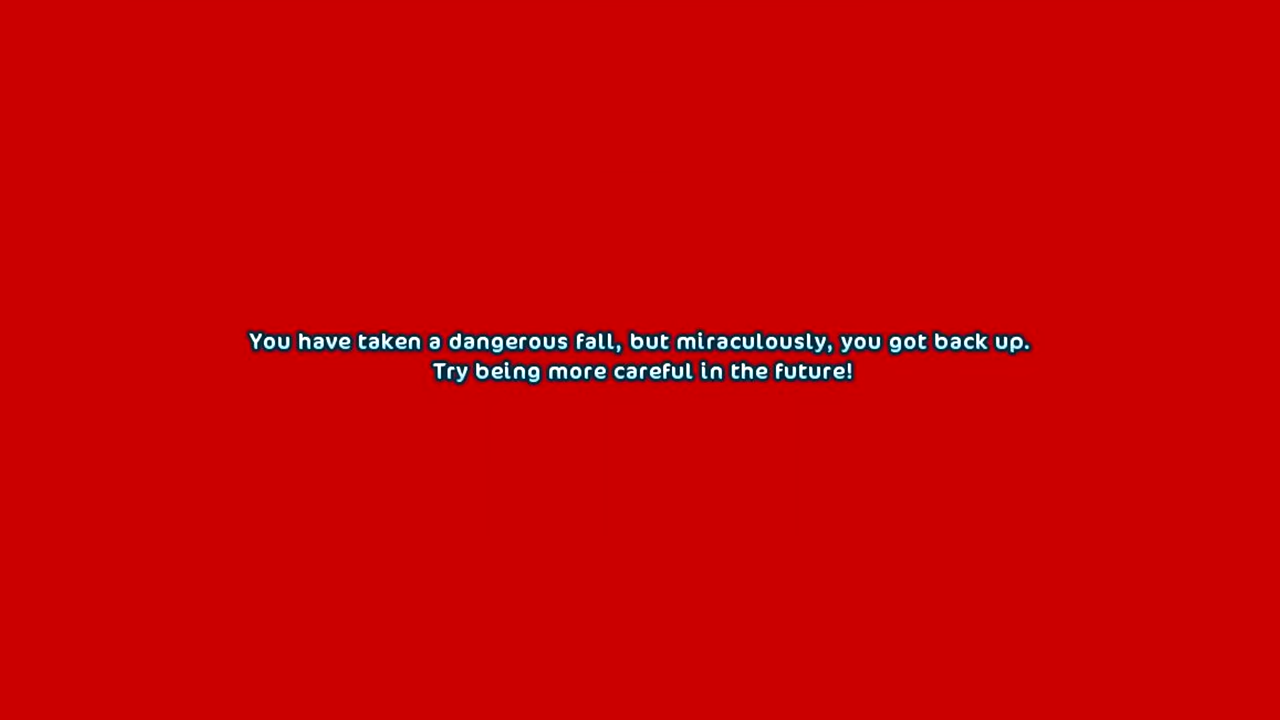 You have taken a dangerous fall, but miraculously, you got back up.
Try being more careful in the future!